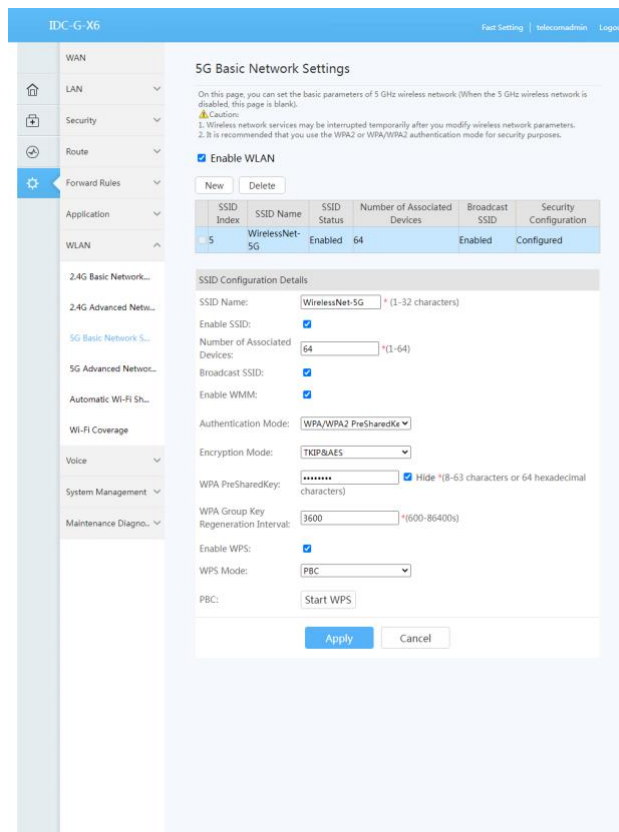 IDC-G-X6
Fast Setting | telecomadmin Logou
WAN
LAN
Security
Route
Forward Rules
Application
WLAN
2.4G Basic Network...
2.4G Advanced Netw...
5G Basic Network S...
5G Advanced Networ...
Automatic Wi-Fi Sh...
Wi-Fi Coverage
Voice
System Management
Maintenance Diagno...
5G Basic Network Settings
On this page, you can set the basic parameters of 5 GHz wireless network (When the 5 GHz wireless network is
disabled, this page is blank).
Caution:
1. Wireless network services may be interrupted temporarily after you modify wireless network parameters.
2. It is recommended that you use the WPA2 or WPA/WPA2 authentication mode for security purposes.
Enable WLAN
New Delete
SSID Index SSID Name SSID Status Number of Associated Devices Broadcast SSID Security Configuration
5 WirelessNet-5G Enabled 64 Enabled Configured
SSID Configuration Details
SSID Name: WirelessNet-5G * (1-32 characters)
Enable SSID:
Number of Associated
Devices: 64 *(1-64)
Broadcast SSID:
Enable WMM:
Authentication Mode: WPA/WPA2 PreSharedKe
Encryption Mode: TKIP&AES
WPA PreSharedKey: •••••••• Hide *(8-63 characters or 64 hexadecimal
characters)
WPA Group Key
Regeneration Interval: 3600 *(600-86400s)
Enable WPS:
WPS Mode: PBC
PBC: Start WPS
Apply Cancel